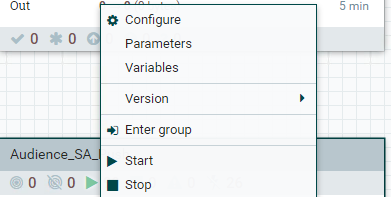 Out
5 min
0 0
Configure
Parameters
Variables
Version
Enter group
Audience_SA_
0 0
Start
Stop